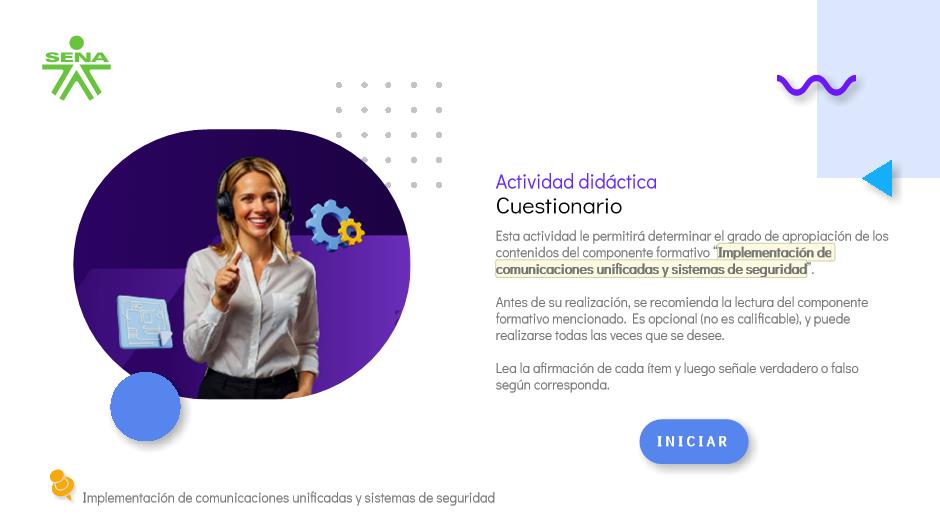 SENA
Actividad didáctica
Cuestionario
Esta actividad le permitirá determinar el grado de apropiación de los
contenidos del componente formativo “Implementación de
comunicaciones unificadas y sistemas de seguridad”.
Antes de su realización, se recomienda la lectura del componente
formativo mencionado. Es opcional (no es calificable), y puede
realizarse todas las veces que se desee.
Lea la afirmación de cada ítem y luego señale verdadero o falso
según corresponda.
INICIAR
Implementación de comunicaciones unificadas y sistemas de seguridad